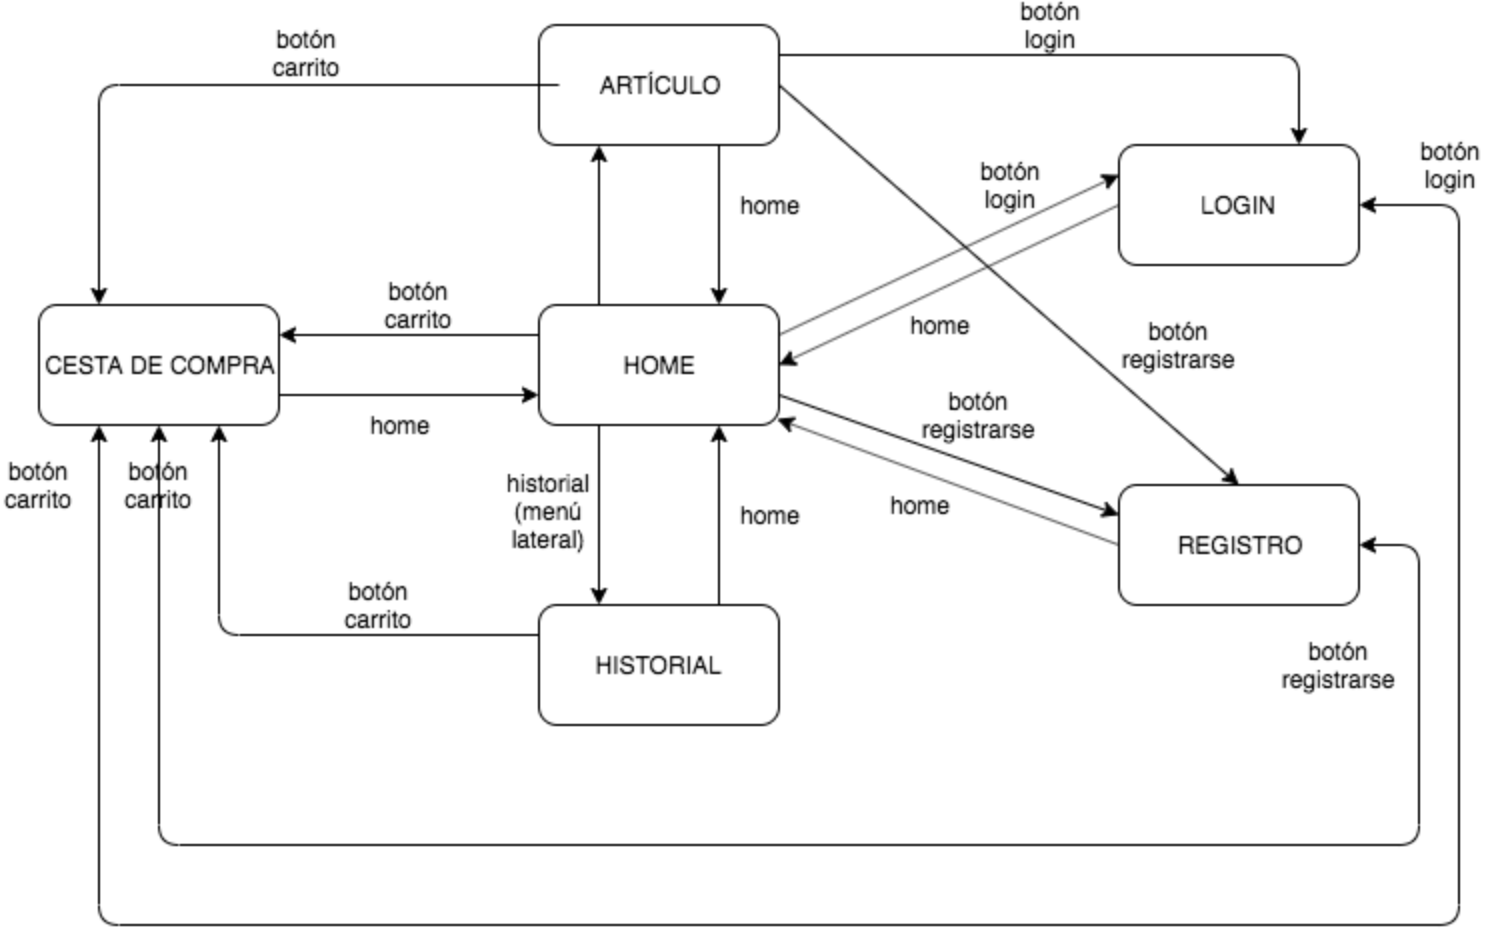 botón
login
botón
carrito
ARTÍCULO
botón
login
botón
login
home
LOGIN
botón
carrito
home
botón
registrarse
CESTA DE COMPRA
HOME
botón
registrarse
home
botón
carrito
botón
carrito
historial
(menú
lateral)
home
home
REGISTRO
botón
carrito
HISTORIAL
botón
registrarse